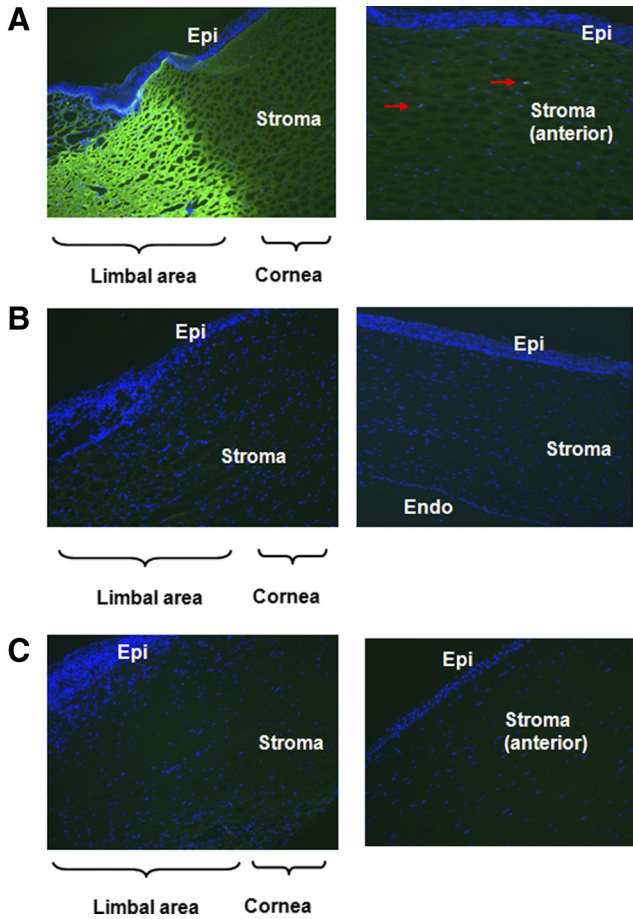 A
Epi
Stroma
Epi
Stroma
(anterior)
Limbal area
Cornea
B
Epi
Stroma
Epi
Stroma
Endo
Limbal area
Cornea
C
Epi
Stroma
Epi
Stroma
(anterior)
Limbal area
Cornea